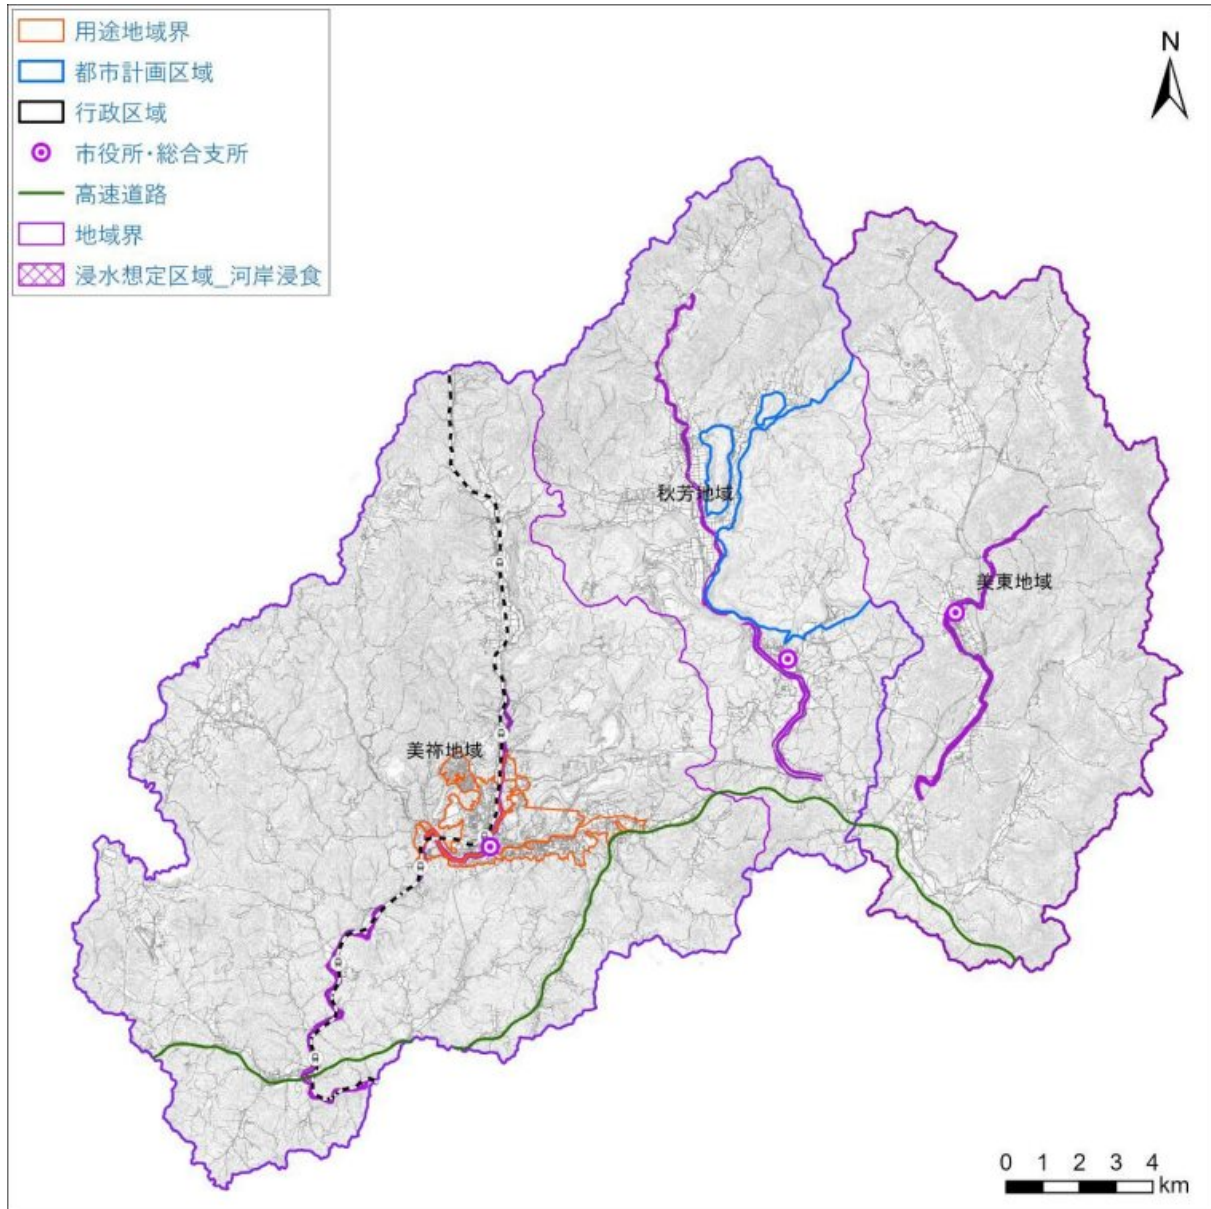 用途地域界
都市計画区域
行政区域
市役所・総合支所
高速道路
地域界
浸水想定区域_河岸浸食
N
秋芳地域
美東地域
美祢地域
0 1 2 3 4
km